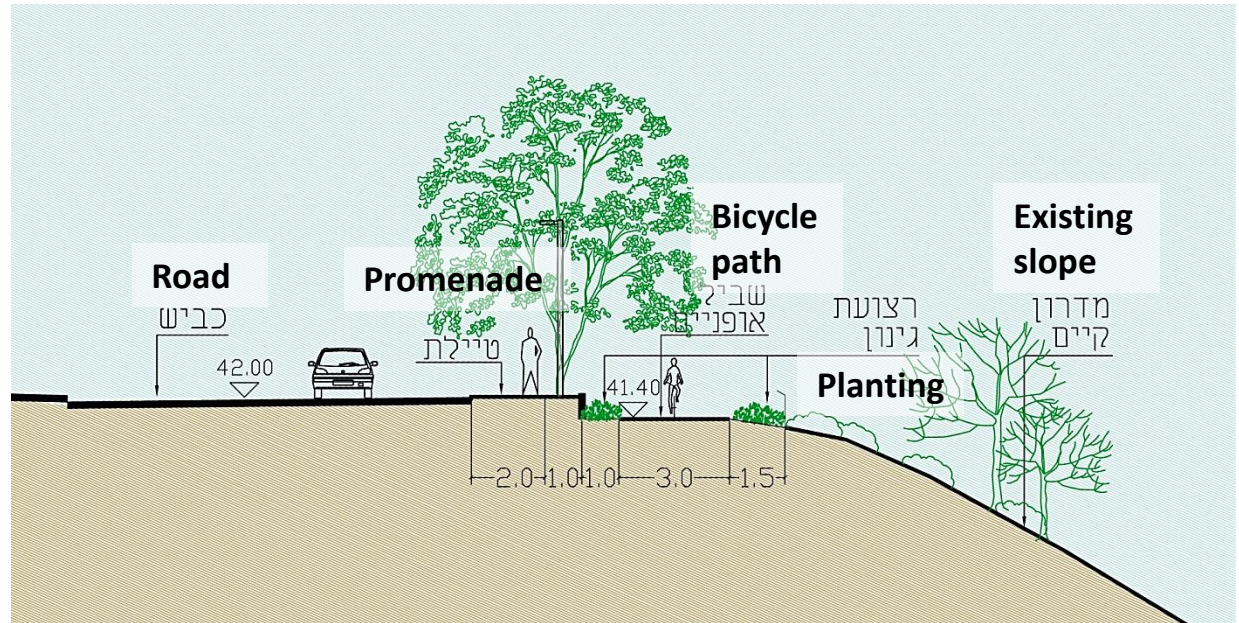 Road
כביש
42.00
Promenade
טיילת
Bicycle
path
שביל
אופניים
41.40
רצועת
גינון
Planting
Existing
slope
מדרון
קיים
2.0 1.0 1.0 3.0 1.5